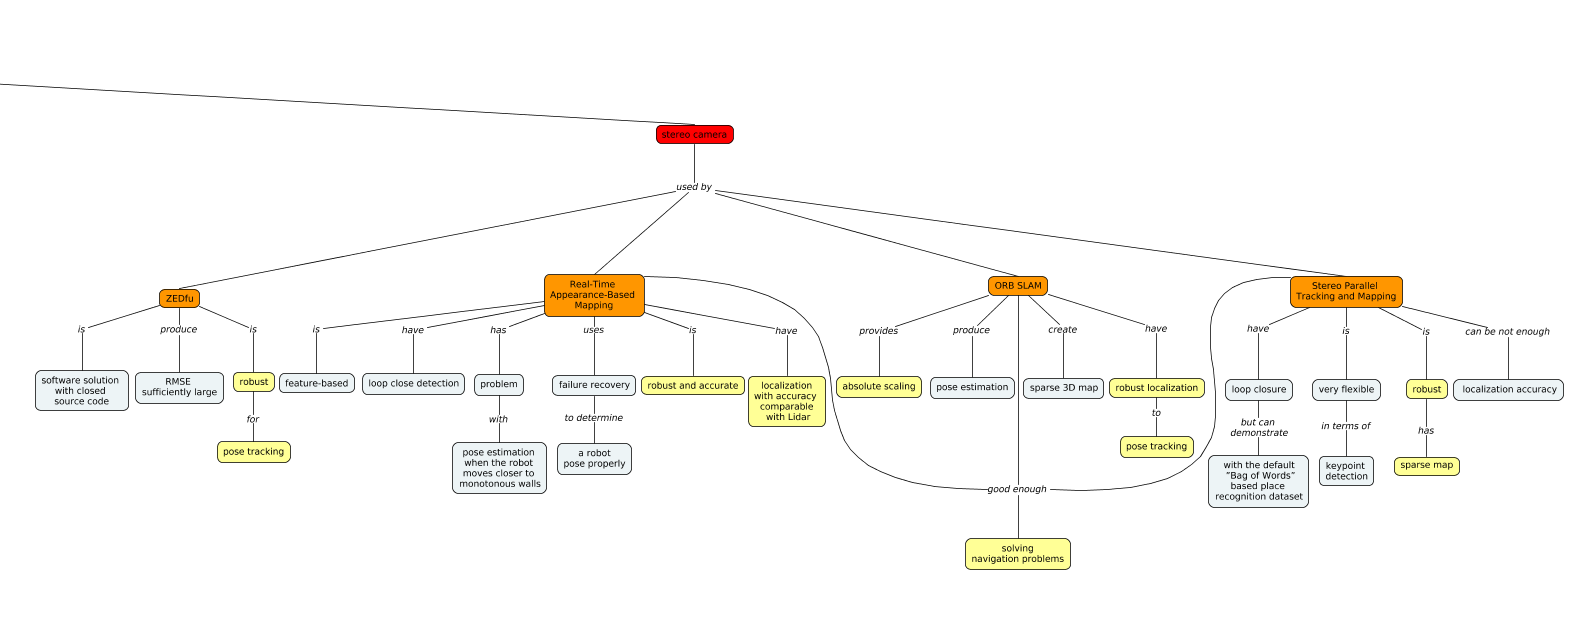 stereo camera
used by
ZEDfu
Real-Time
Appearance-Based
Mapping
ORB SLAM
Stereo Parallel
Tracking and Mapping
is
produce
is
is
have
has
uses
is
have
provides
produce
create
have
have
is
is
can be not enough
software solution
with closed
source code
RMSE
sufficiently large
robust
feature-based
loop close detection
problem
failure recovery
robust and accurate
localization
with accuracy
comparable
with Lidar
absolute scaling
pose estimation
sparse 3D map
robust localization
loop closure
very flexible
robust
localization accuracy
for
with
to determine
to
but can
demonstrate
in terms of
has
pose tracking
pose estimation
when the robot
moves closer to
monotonous walls
a robot
pose properly
pose tracking
with the default
"Bag of Words"
based place
recognition dataset
keypoint
detection
sparse map
good enough
solving
navigation problems